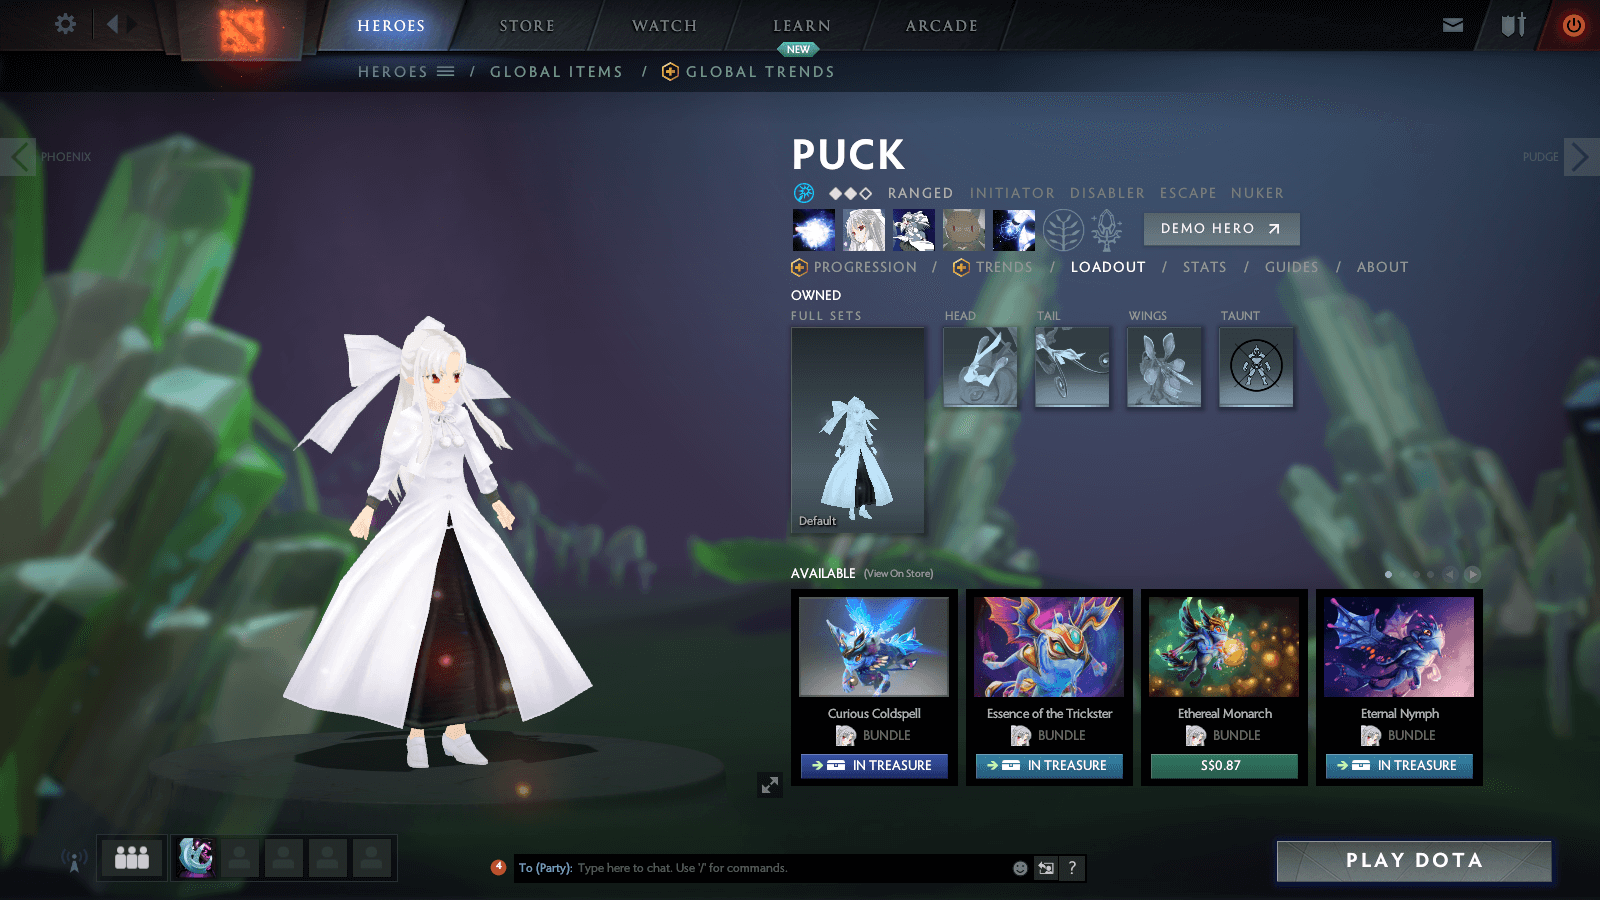 HEROES
STORE
WATCH
LEARN
ARCADE
NEW
HEROES / GLOBAL ITEMS / GLOBAL TRENDS
PHOENIX
PUDGE
PUCK
RANGED INITIATOR DISABLER ESCAPE NUKER
DEMO HERO
PROGRESSION / TRENDS / LOADOUT / STATS / GUIDES / ABOUT
OWNED
FULL SETS
HEAD
TAIL
WINGS
TAUNT
Default
AVAILABLE (View On Store)
Curious Coldspell
BUNDLE
IN TREASURE
Essence of the Trickster
BUNDLE
IN TREASURE
Ethereal Monarch
BUNDLE
S$0.87
Eternal Nymph
BUNDLE
IN TREASURE
4
To (Party): Type here to chat. Use '/' for commands.
?
PLAY DOTA